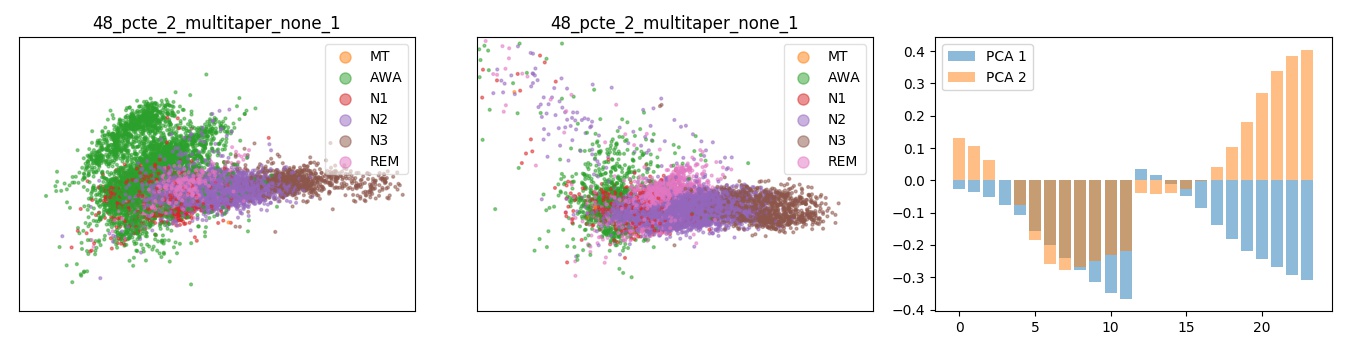 48_pcte_2_multitaper_none_1
MT
AWA
N1
N2
N3
REM
48_pcte_2_multitaper_none_1
MT
AWA
N1
N2
N3
REM
PCA 1
PCA 2
0.4
0.3
0.2
0.1
0.0
−0.1
−0.2
−0.3
−0.4
0 5 10 15 20